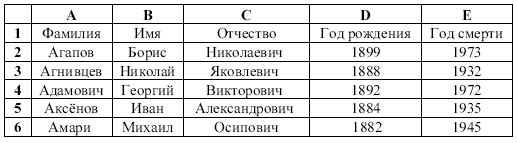 A B C D E
1 Фамилия Имя Отчество Год рождения Год смерти
2 Агапов Борис Николаевич 1899 1973
3 Агнивцев Николай Яковлевич 1888 1932
4 Адамович Георгий Викторович 1892 1972
5 Аксёнов Иван Александрович 1884 1935
6 Амари Михаил Осипович 1882 1945